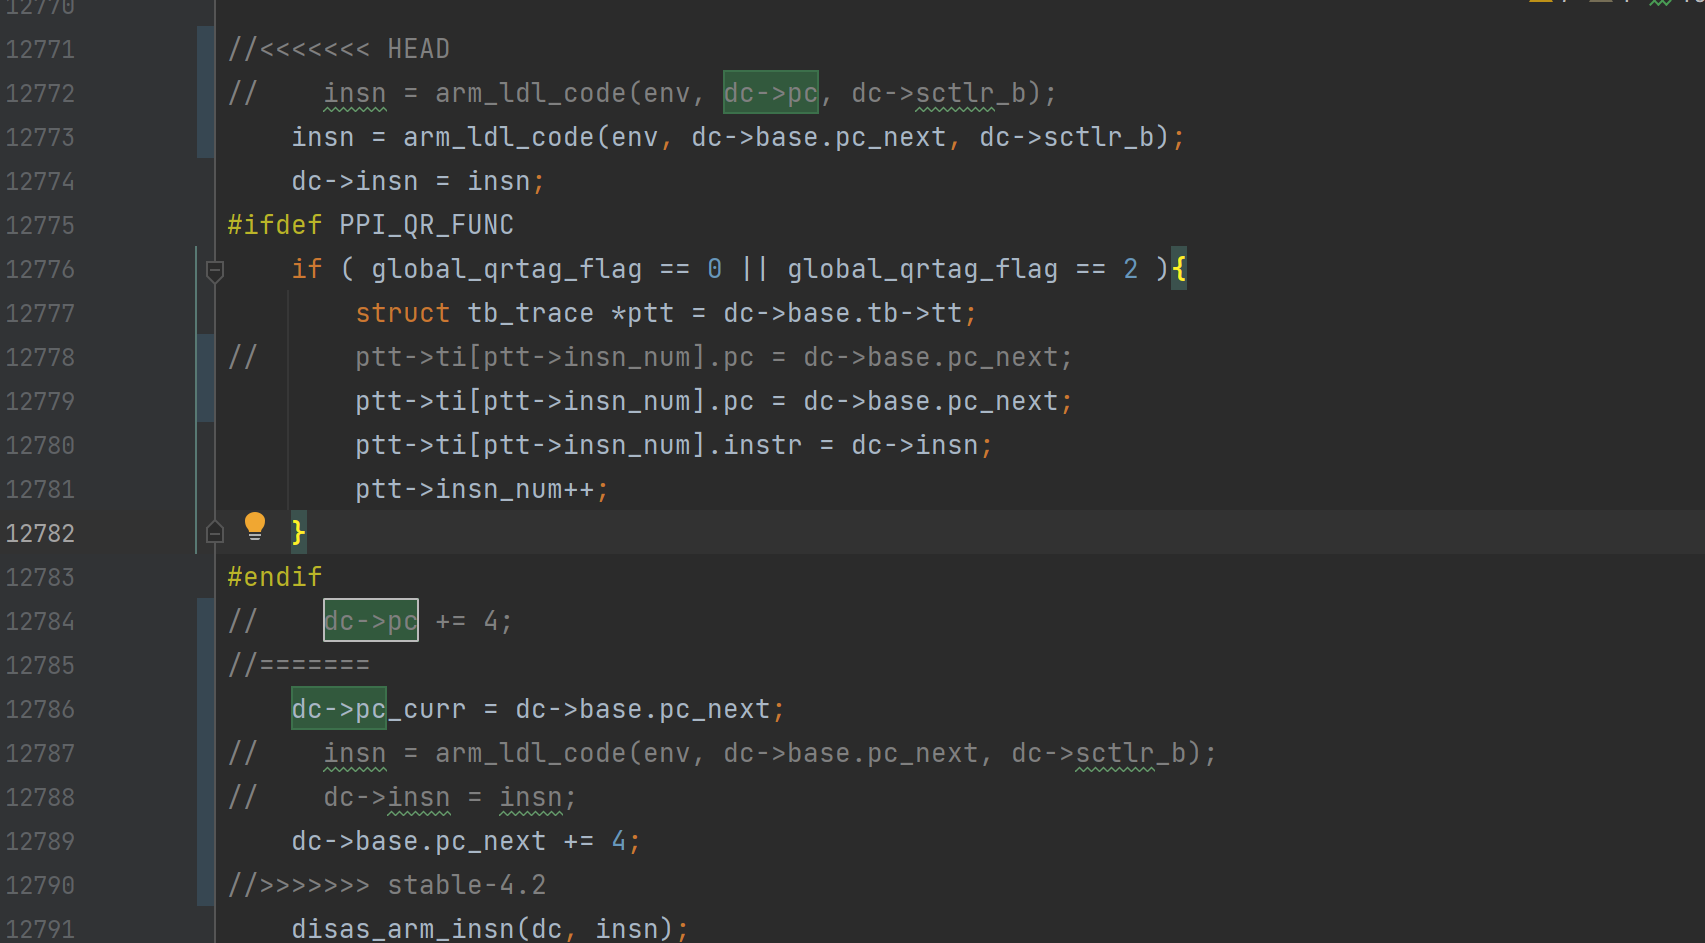 12770
12771 //<<<<<<< HEAD
12772 //    insn = arm_ldl_code(env, dc->pc, dc->sctlr_b);
12773     insn = arm_ldl_code(env, dc->base.pc_next, dc->sctlr_b);
12774     dc->insn = insn;
12775 #ifdef PPI_QR_FUNC
12776     if ( global_qrtag_flag == 0 || global_qrtag_flag == 2 ){
12777         struct tb_trace *ptt = dc->base.tb->tt;
12778 //      ptt->ti[ptt->insn_num].pc = dc->base.pc_next;
12779         ptt->ti[ptt->insn_num].pc = dc->base.pc_next;
12780         ptt->ti[ptt->insn_num].instr = dc->insn;
12781         ptt->insn_num++;
12782     }
12783 #endif
12784 //    dc->pc += 4;
12785 //=======
12786     dc->pc_curr = dc->base.pc_next;
12787 //    insn = arm_ldl_code(env, dc->base.pc_next, dc->sctlr_b);
12788 //    dc->insn = insn;
12789     dc->base.pc_next += 4;
12790 //>>>>>>> stable-4.2
12791     disas_arm_insn(dc, insn);